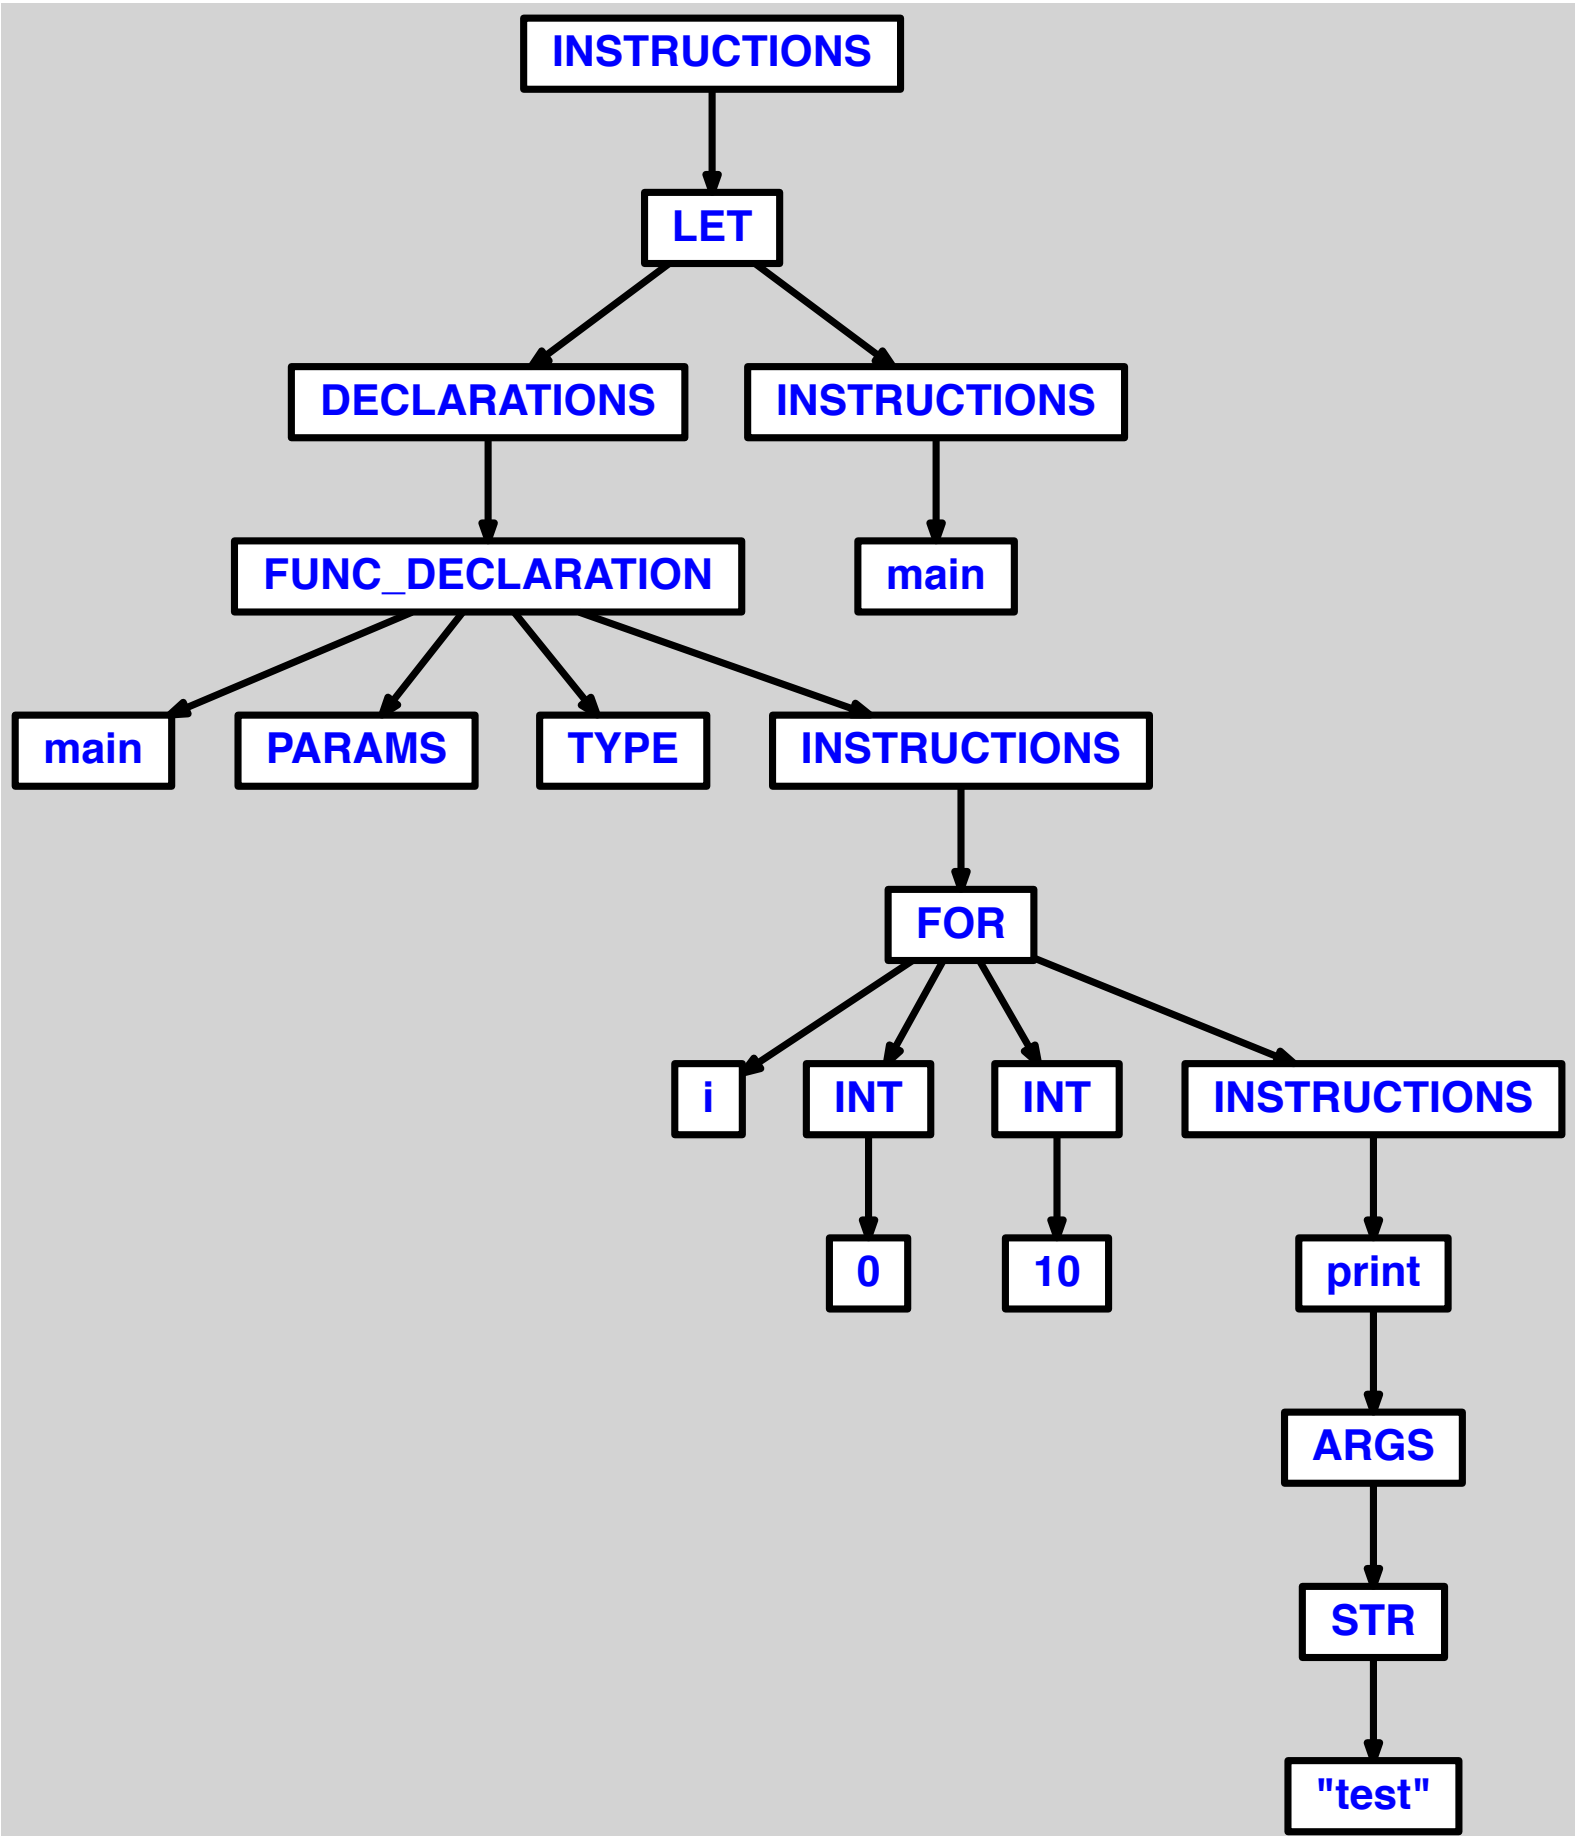 INSTRUCTIONS
LET
DECLARATIONS
INSTRUCTIONS
FUNC_DECLARATION
main
main
PARAMS
TYPE
INSTRUCTIONS
FOR
i
INT
INT
INSTRUCTIONS
0
10
print
ARGS
STR
"test"